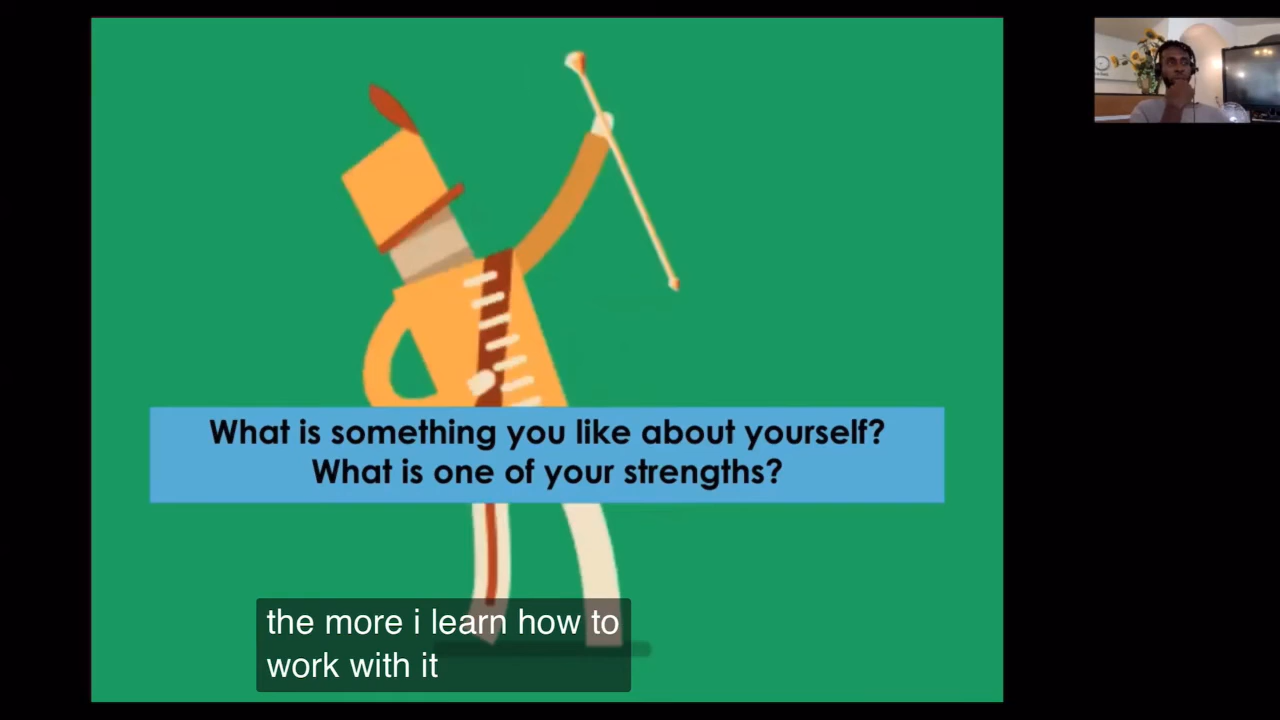 What is something you like about yourself?
What is one of your strengths?
the more i learn how to
work with it